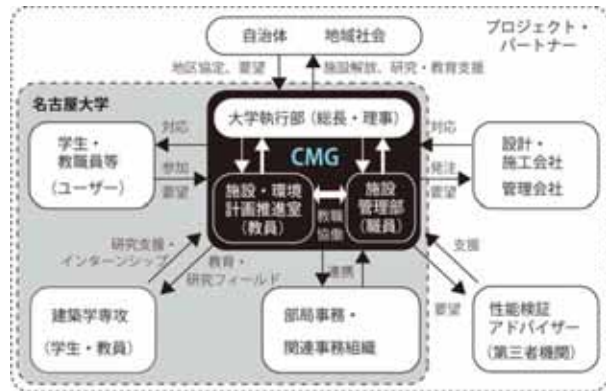 プロジェクト・
パートナー
自治体　地域社会
地区協定、要望
施設解放、研究・教育支援
名古屋大学
大学執行部(総長・理事)
CMG
学生・
教職員等
(ユーザー)
対応
参加
要望
施設・環境
計画推進室
(教員)
教職
協働
施設
管理部
(職員)
対応
発注
要望
設計・
施工会社
管理会社
研究支援・
インターンシップ
教育・
研究フィールド
連携
支援
要望
建築学専攻
(学生・教員)
部局事務・
関連事務組織
性能検証
アドバイザー
(第三者機関)